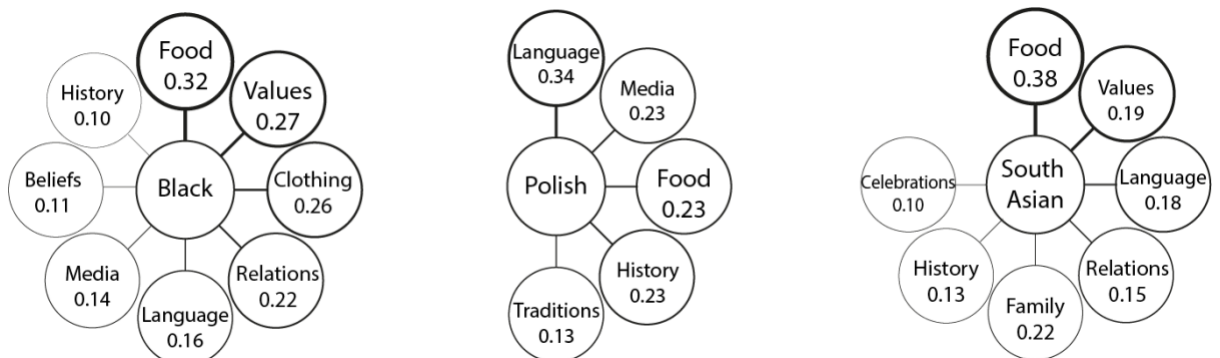 Food
0.32
Values
0.27
Clothing
0.26
Relations
0.22
Language
0.16
Media
0.14
Beliefs
0.11
History
0.10
Black
Language
0.34
Media
0.23
Food
0.23
History
0.23
Traditions
0.13
Polish
Food
0.38
Values
0.19
Language
0.18
Relations
0.15
Family
0.22
History
0.13
Celebrations
0.10
South
Asian